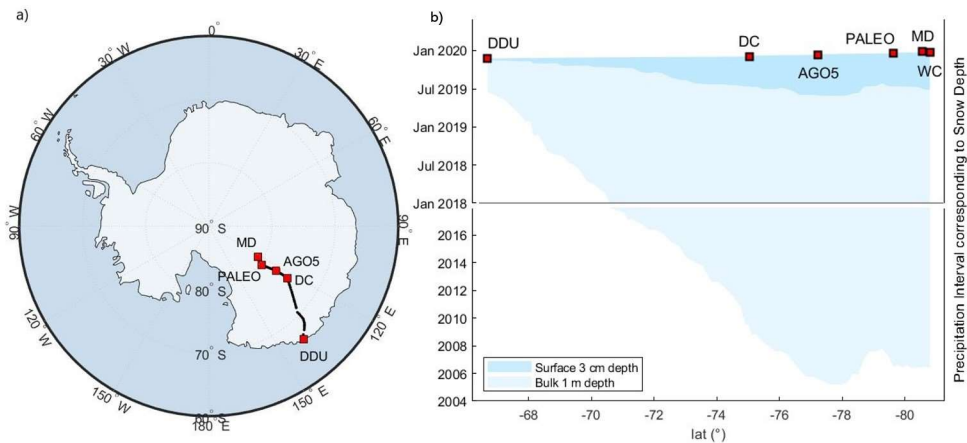 a)
0°
30° W
30° E
60° W
60° E
90° W
90° E
90° S
MD
AGO5
PALEO
DC
80° S
120° W
120° E
70° S
DDU
150° W
150° E
60° S
180° E
b)
Jan 2020
Jul 2019
Jan 2019
Jul 2018
Jan 2018
2016
2014
2012
2010
2008
2006
2004
DDU
DC
AGO5
PALEO
MD
WC
Surface 3 cm depth
Bulk 1 m depth
-68
-70
-72
-74
-76
-78
-80
lat (°)
Precipitation Interval corresponding to Snow Depth